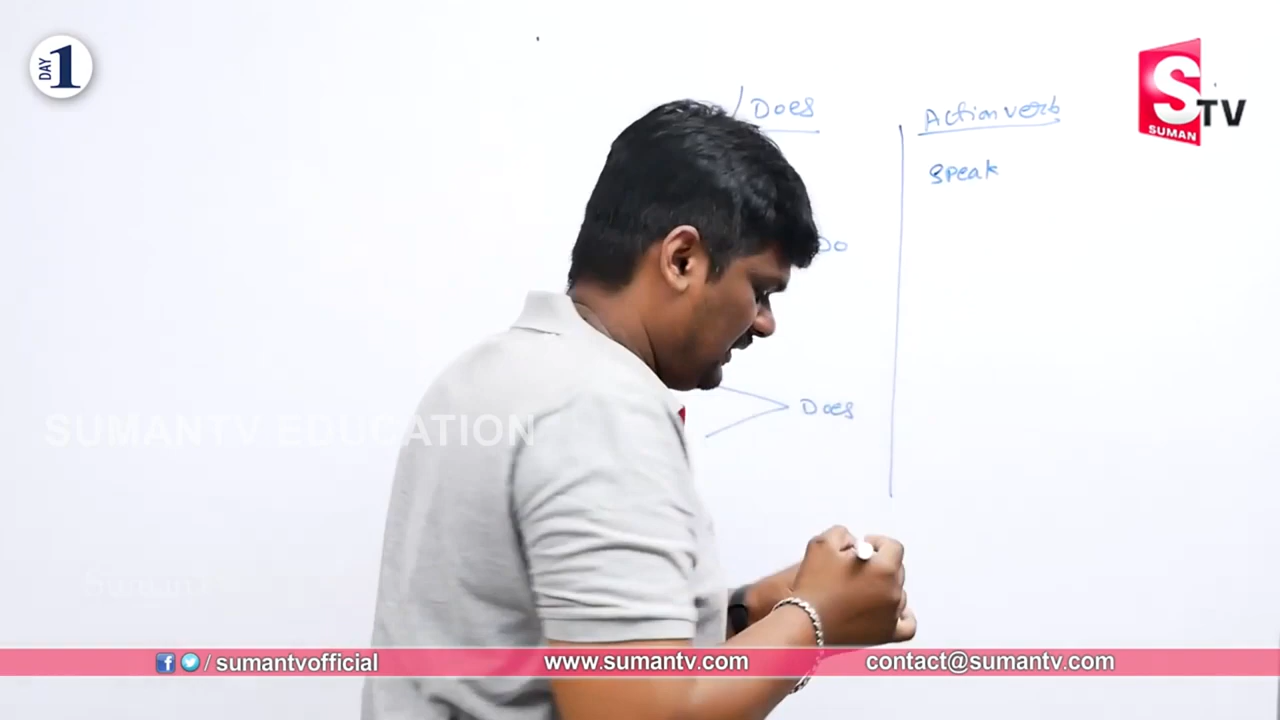 DAY 1
S TV
SUMAN
/ Does
Action verb
Speak
Do
Does
SUMANTV EDUCATION
/ sumantvofficial
www.sumantv.com
contact@sumantv.com